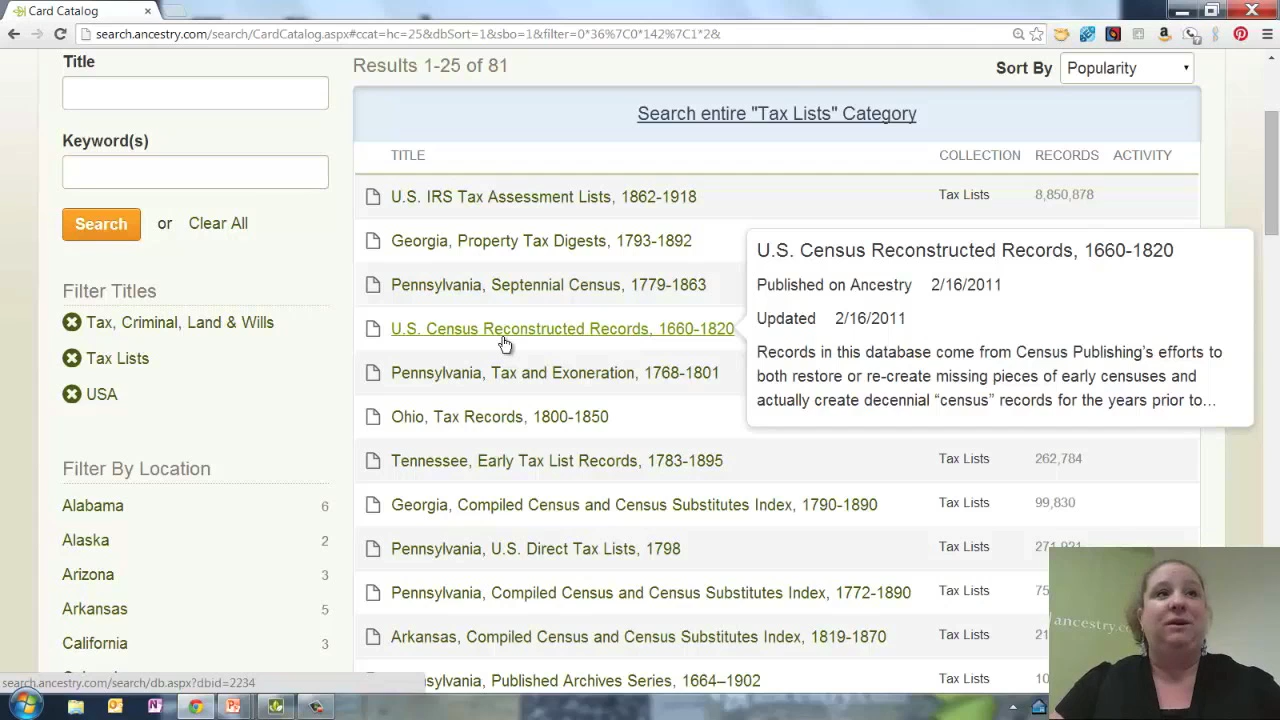 Card Catalog
search.ancestry.com/search/CardCatalog.aspx#ccat=hc=25&dbSort=1&sbo=1&filter=0*36%7C0*142%7C1*2&
Title
Keyword(s)
Search or Clear All
Filter Titles
Tax, Criminal, Land & Wills
Tax Lists
USA
Filter By Location
Alabama 6
Alaska 2
Arizona 3
Arkansas 5
California 3
Results 1-25 of 81
Sort By Popularity
Search entire "Tax Lists" Category
TITLE COLLECTION RECORDS ACTIVITY
U.S. IRS Tax Assessment Lists, 1862-1918 Tax Lists 8,850,878
Georgia, Property Tax Digests, 1793-1892
Pennsylvania, Septennial Census, 1779-1863
U.S. Census Reconstructed Records, 1660-1820
Pennsylvania, Tax and Exoneration, 1768-1801
Ohio, Tax Records, 1800-1850
Tennessee, Early Tax List Records, 1783-1895 Tax Lists 262,784
Georgia, Compiled Census and Census Substitutes Index, 1790-1890 Tax Lists 99,830
Pennsylvania, U.S. Direct Tax Lists, 1798 Tax Lists
Pennsylvania, Compiled Census and Census Substitutes Index, 1772-1890 Tax Lists
Arkansas, Compiled Census and Census Substitutes Index, 1819-1870 Tax Lists
Pennsylvania, Published Archives Series, 1664–1902 Tax Lists
U.S. Census Reconstructed Records, 1660-1820
Published on Ancestry 2/16/2011
Updated 2/16/2011
Records in this database come from Census Publishing's efforts to
both restore or re-create missing pieces of early censuses and
actually create decennial “census” records for the years prior to...
search.ancestry.com/search/db.aspx?dbid=2234
ancestry.co